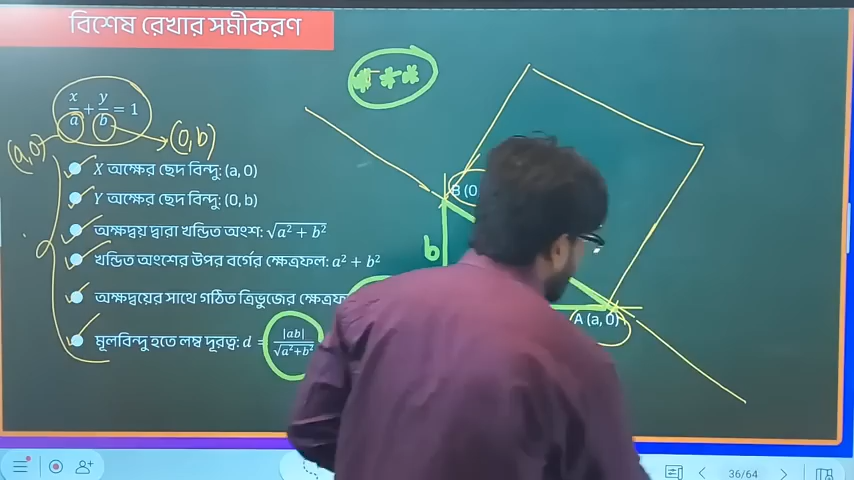 বিশেষ রেখার সমীকরণ
***
x/a + y/b = 1
(a,0)
(0,b)
X অক্ষের ছেদ বিন্দু: (a, 0)
Y অক্ষের ছেদ বিন্দু: (0, b)
অক্ষদ্বয় দ্বারা খন্ডিত অংশ: √(a² + b²)
খন্ডিত অংশের উপর বর্গের ক্ষেত্রফল: a² + b²
অক্ষদ্বয়ের সাথে গঠিত ত্রিভুজের
মূলবিন্দু হতে লম্ব দূরত্ব: d = |ab|/√(a²+b²)
B (0,
b
A (a, 0)
36/64